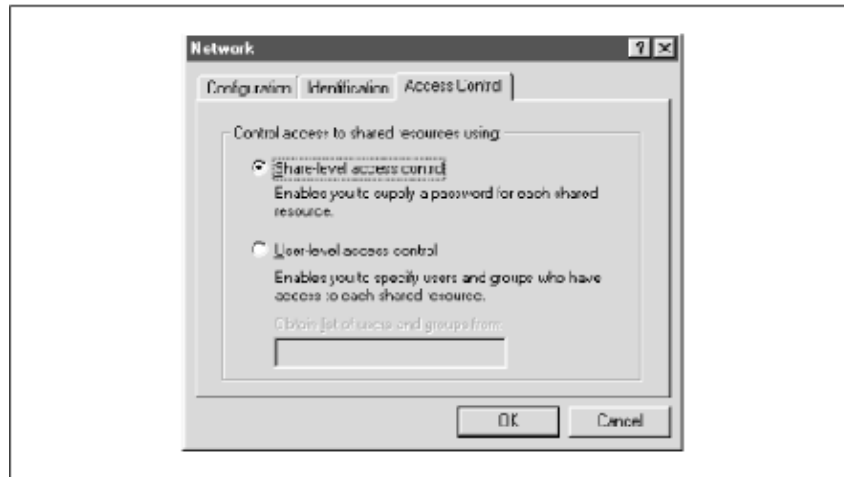 Network
Configuration Identification Access Control
Control access to shared resources using:
Share-level access control
Enables you to supply a password for each shared
resource.
User-level access control
Enables you to specify users and groups who have
access to each shared resource.
Obtain list of users and groups from:
OK Cancel